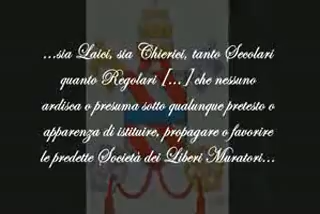 ...sia Laici, sia Chierici, tanto Secolari
quanto Regolari [...] che nessuno
ardisca o presuma sotto qualunque pretesto o
apparenza di istituire, propagare o favorire
le predette Società dei Liberi Muratori...